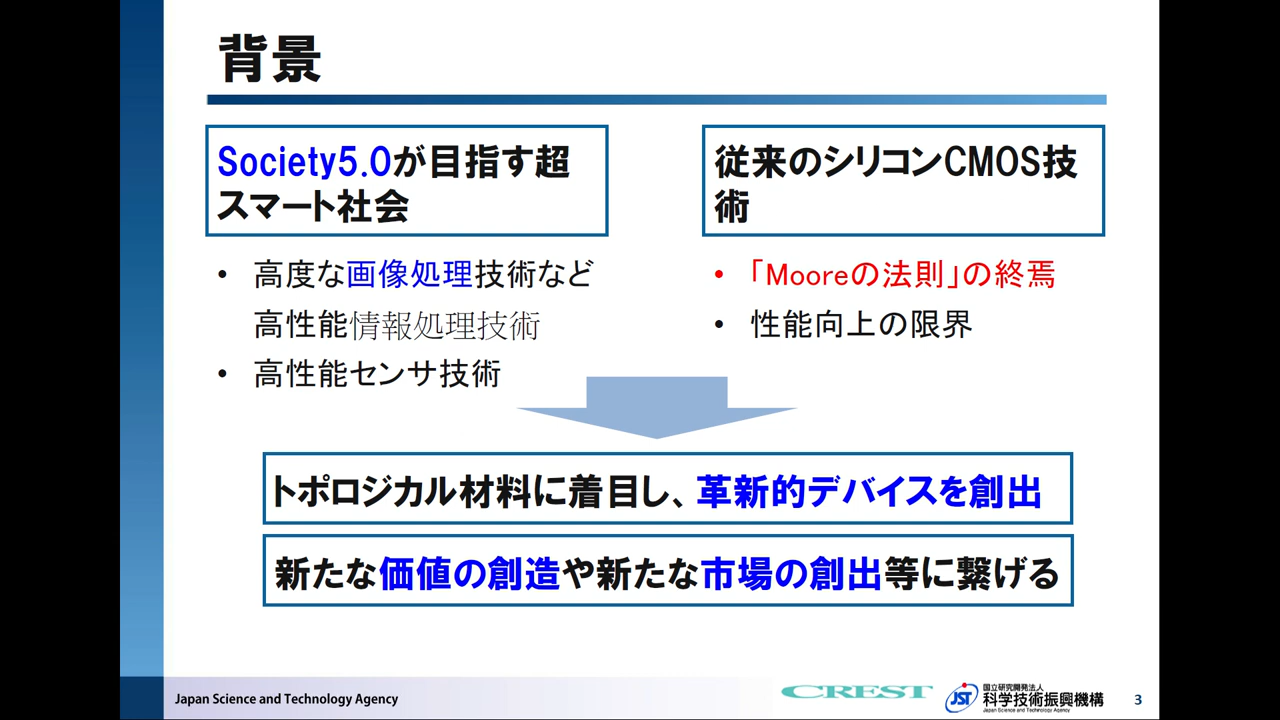 背景
Society5.0が目指す超
スマート社会
• 高度な画像処理技術など
高性能情報処理技術
• 高性能センサ技術
従来のシリコンCMOS技
術
• 「Mooreの法則」の終焉
• 性能向上の限界
トポロジカル材料に着目し、革新的デバイスを創出
新たな価値の創造や新たな市場の創出等に繋げる
Japan Science and Technology Agency
CREST
JST
国立研究開発法人
科学技術振興機構
Japan Science and Technology Agency
3